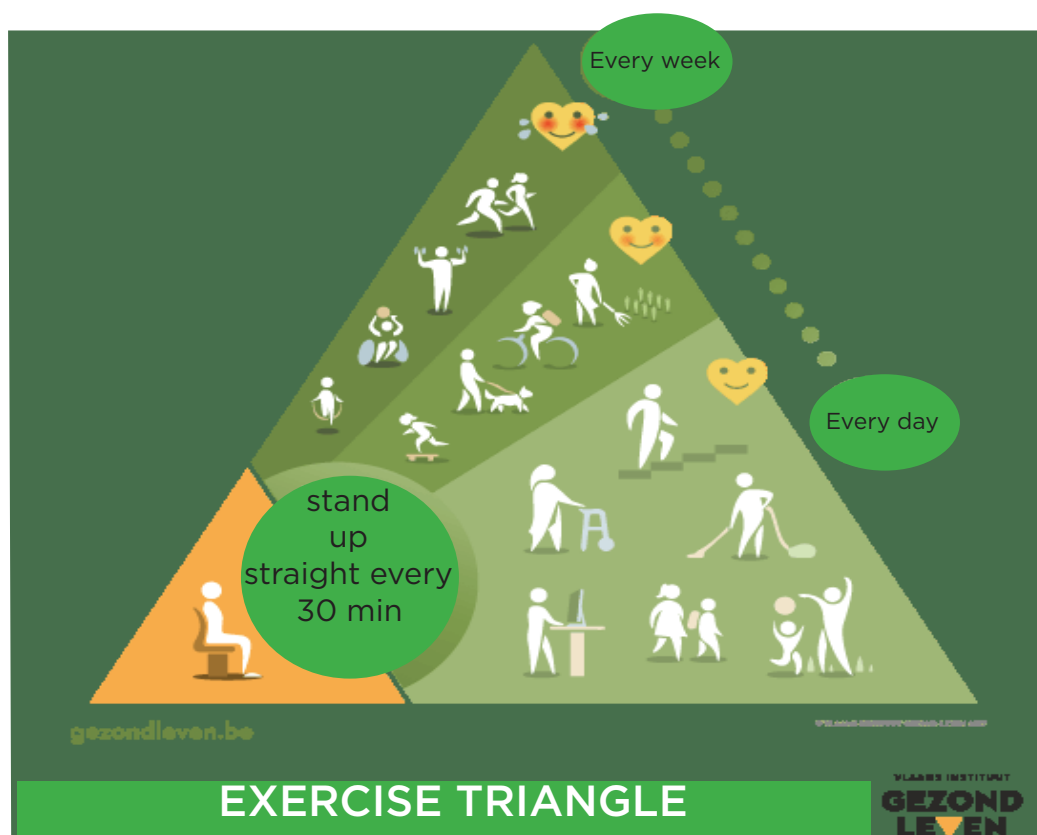 Every week
Every day
stand
up
straight every
30 min
gezondleven.be
EXERCISE TRIANGLE
VLAAMS INSTITUUT
GEZOND
LEVEN